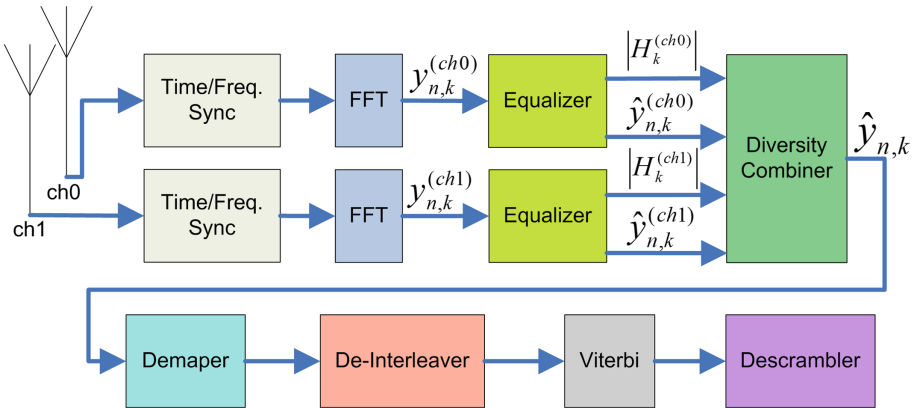 Time/Freq.
Sync
FFT
y_{n,k}^{(ch0)}
Equalizer
|H_k^{(ch0)}|
ŷ_{n,k}^{(ch0)}
ch0
Time/Freq.
Sync
FFT
y_{n,k}^{(ch1)}
Equalizer
|H_k^{(ch1)}|
ŷ_{n,k}^{(ch1)}
ch1
Diversity
Combiner
ŷ_{n,k}
Demaper
De-Interleaver
Viterbi
Descrambler